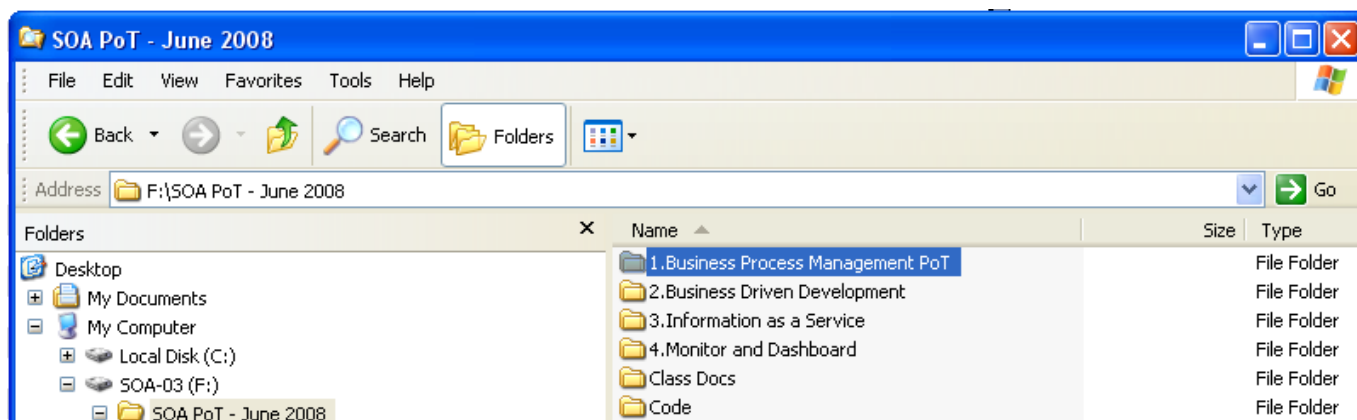 SOA PoT - June 2008
File Edit View Favorites Tools Help
Back Search Folders
Address F:\SOA PoT - June 2008 Go
Folders Name Size Type
Desktop 1.Business Process Management PoT File Folder
My Documents 2.Business Driven Development File Folder
My Computer 3.Information as a Service File Folder
Local Disk (C:) 4.Monitor and Dashboard File Folder
SOA-03 (F:) Class Docs File Folder
SOA PoT - June 2008 Code File Folder